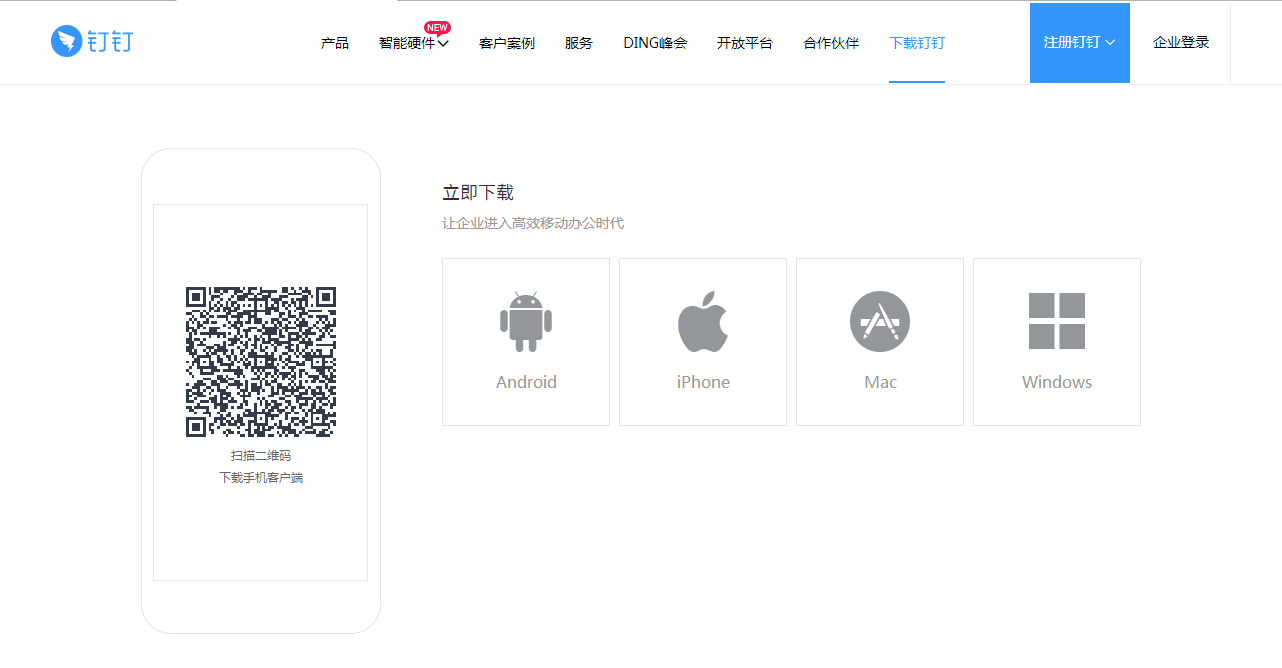 钉钉
产品
智能硬件
NEW
客户案例
服务
DING峰会
开放平台
合作伙伴
下载钉钉
注册钉钉
企业登录
立即下载
让企业进入高效移动办公时代
Android
iPhone
Mac
Windows
扫描二维码
下载手机客户端